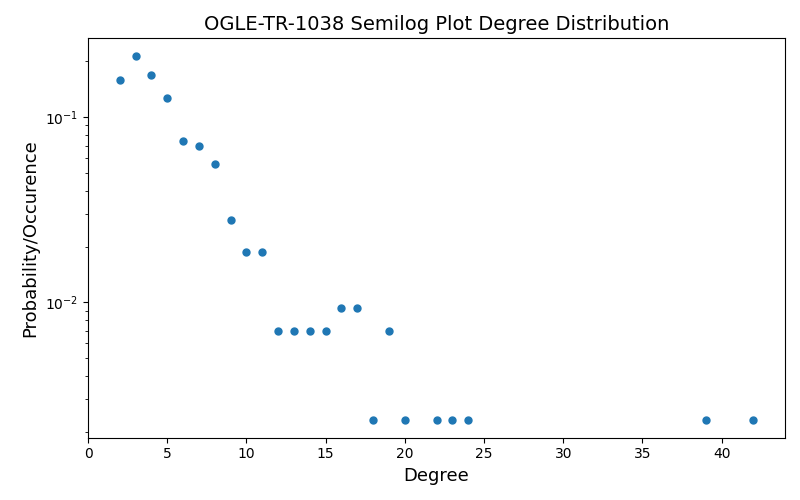 OGLE-TR-1038 Semilog Plot Degree Distribution
Probability/Occurence
10⁻¹
10⁻²
0 5 10 15 20 25 30 35 40
Degree